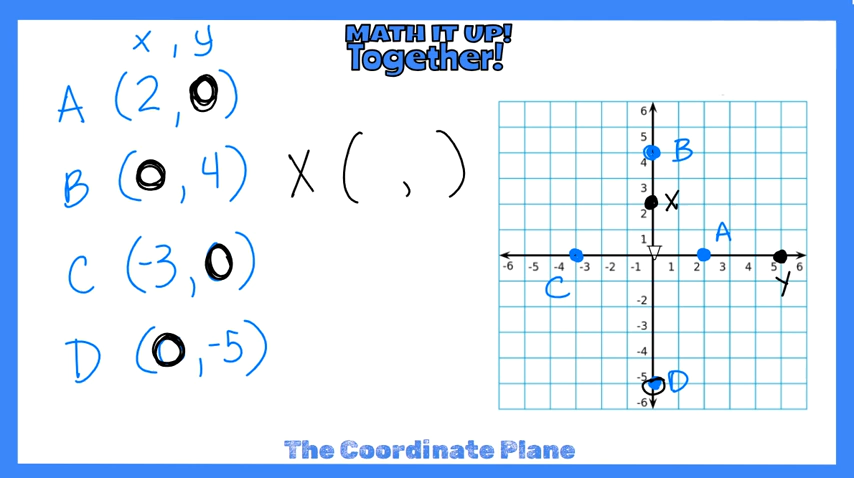 MATH IT UP!
Together!
x , y
A (2, 0)
B (0, 4)
C (-3, 0)
D (0, -5)
X ( , )
6
5
4
3
2
1
-6 -5 -4 -3 -2 -1 1 2 3 4 5 6
-2
-3
-4
-5
-6
B
X
A
C
Y
D
The Coordinate Plane